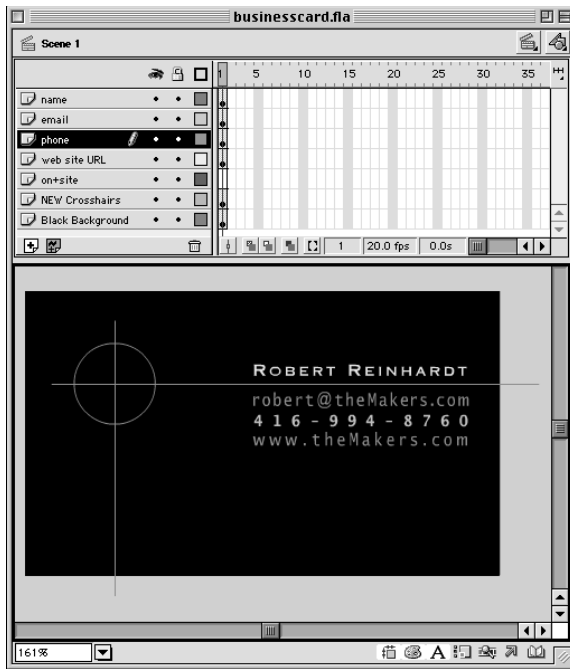 businesscard.fla
Scene 1
1 5 10 15 20 25 30 35
name
email
phone
web site URL
on+site
NEW Crosshairs
Black Background
1 20.0 fps 0.0s
ROBERT REINHARDT
robert@theMakers.com
416-994-8760
www.theMakers.com
161%
A